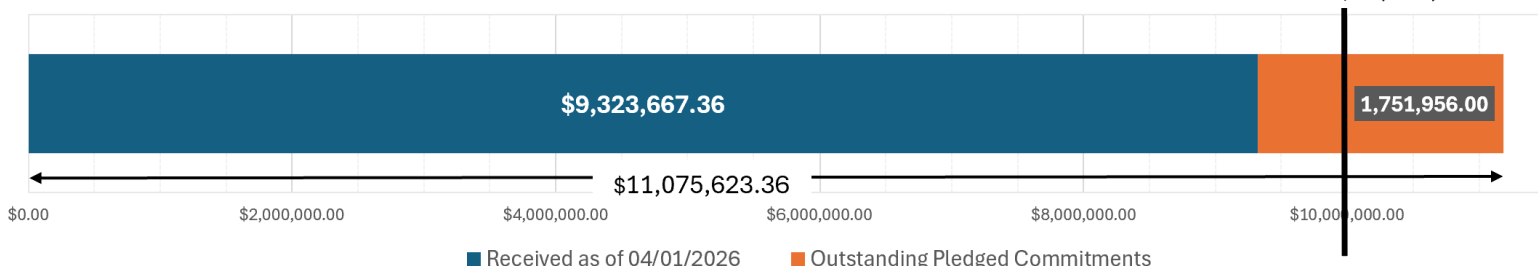 $9,323,667.36
1,751,956.00
$11,075,623.36
$0.00 $2,000,000.00 $4,000,000.00 $6,000,000.00 $8,000,000.00 $10,000,000.00
Received as of 04/01/2026 Outstanding Pledged Commitments